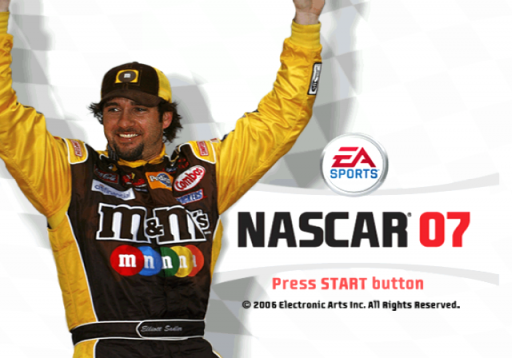 m&m's
m m m m
Combos
Elliott Sadler
EA
SPORTS
NASCAR 07
Press START button
© 2006 Electronic Arts Inc. All Rights Reserved.